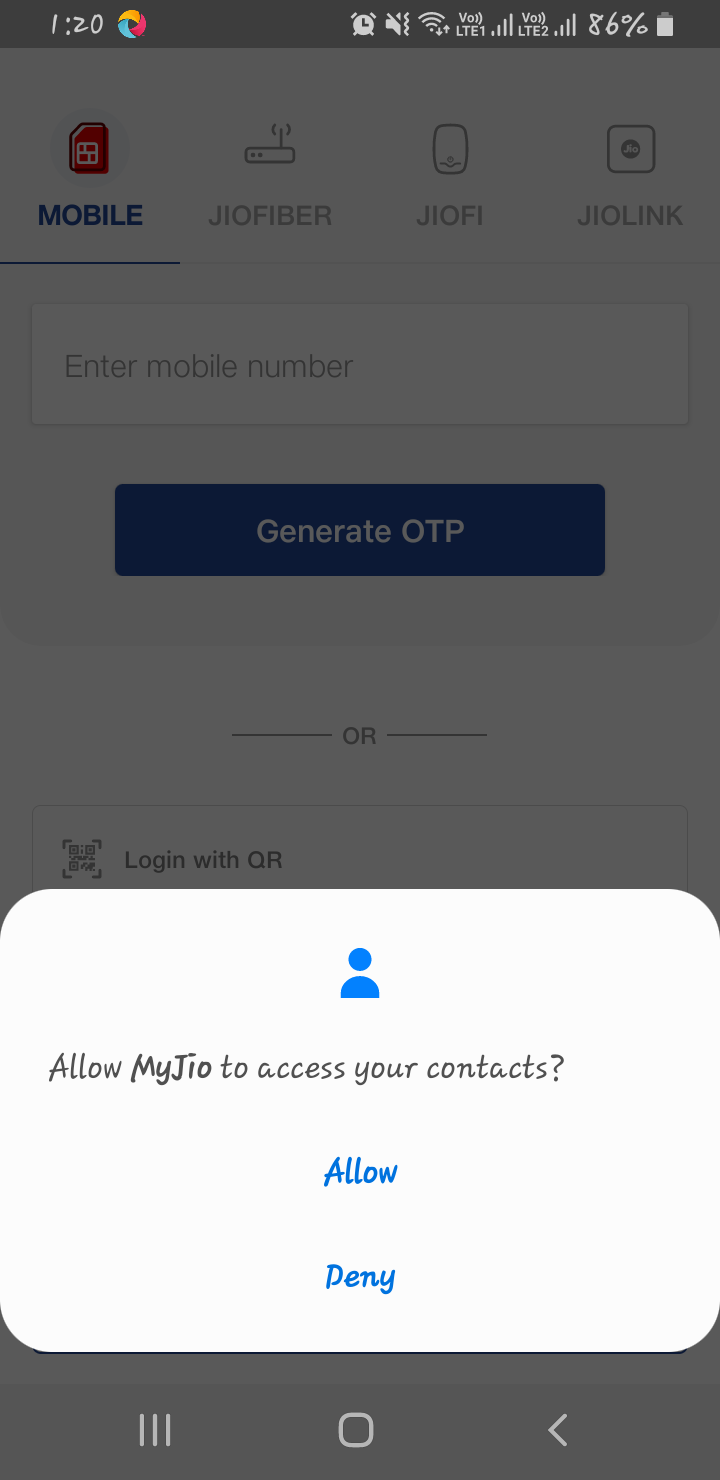 1:20
Vo)) LTE1 Vo)) LTE2 86%
MOBILE JIOFIBER JIOFI JIOLINK
Jio
Enter mobile number
Generate OTP
OR
Login with QR
Allow MyJio to access your contacts?
Allow
Deny